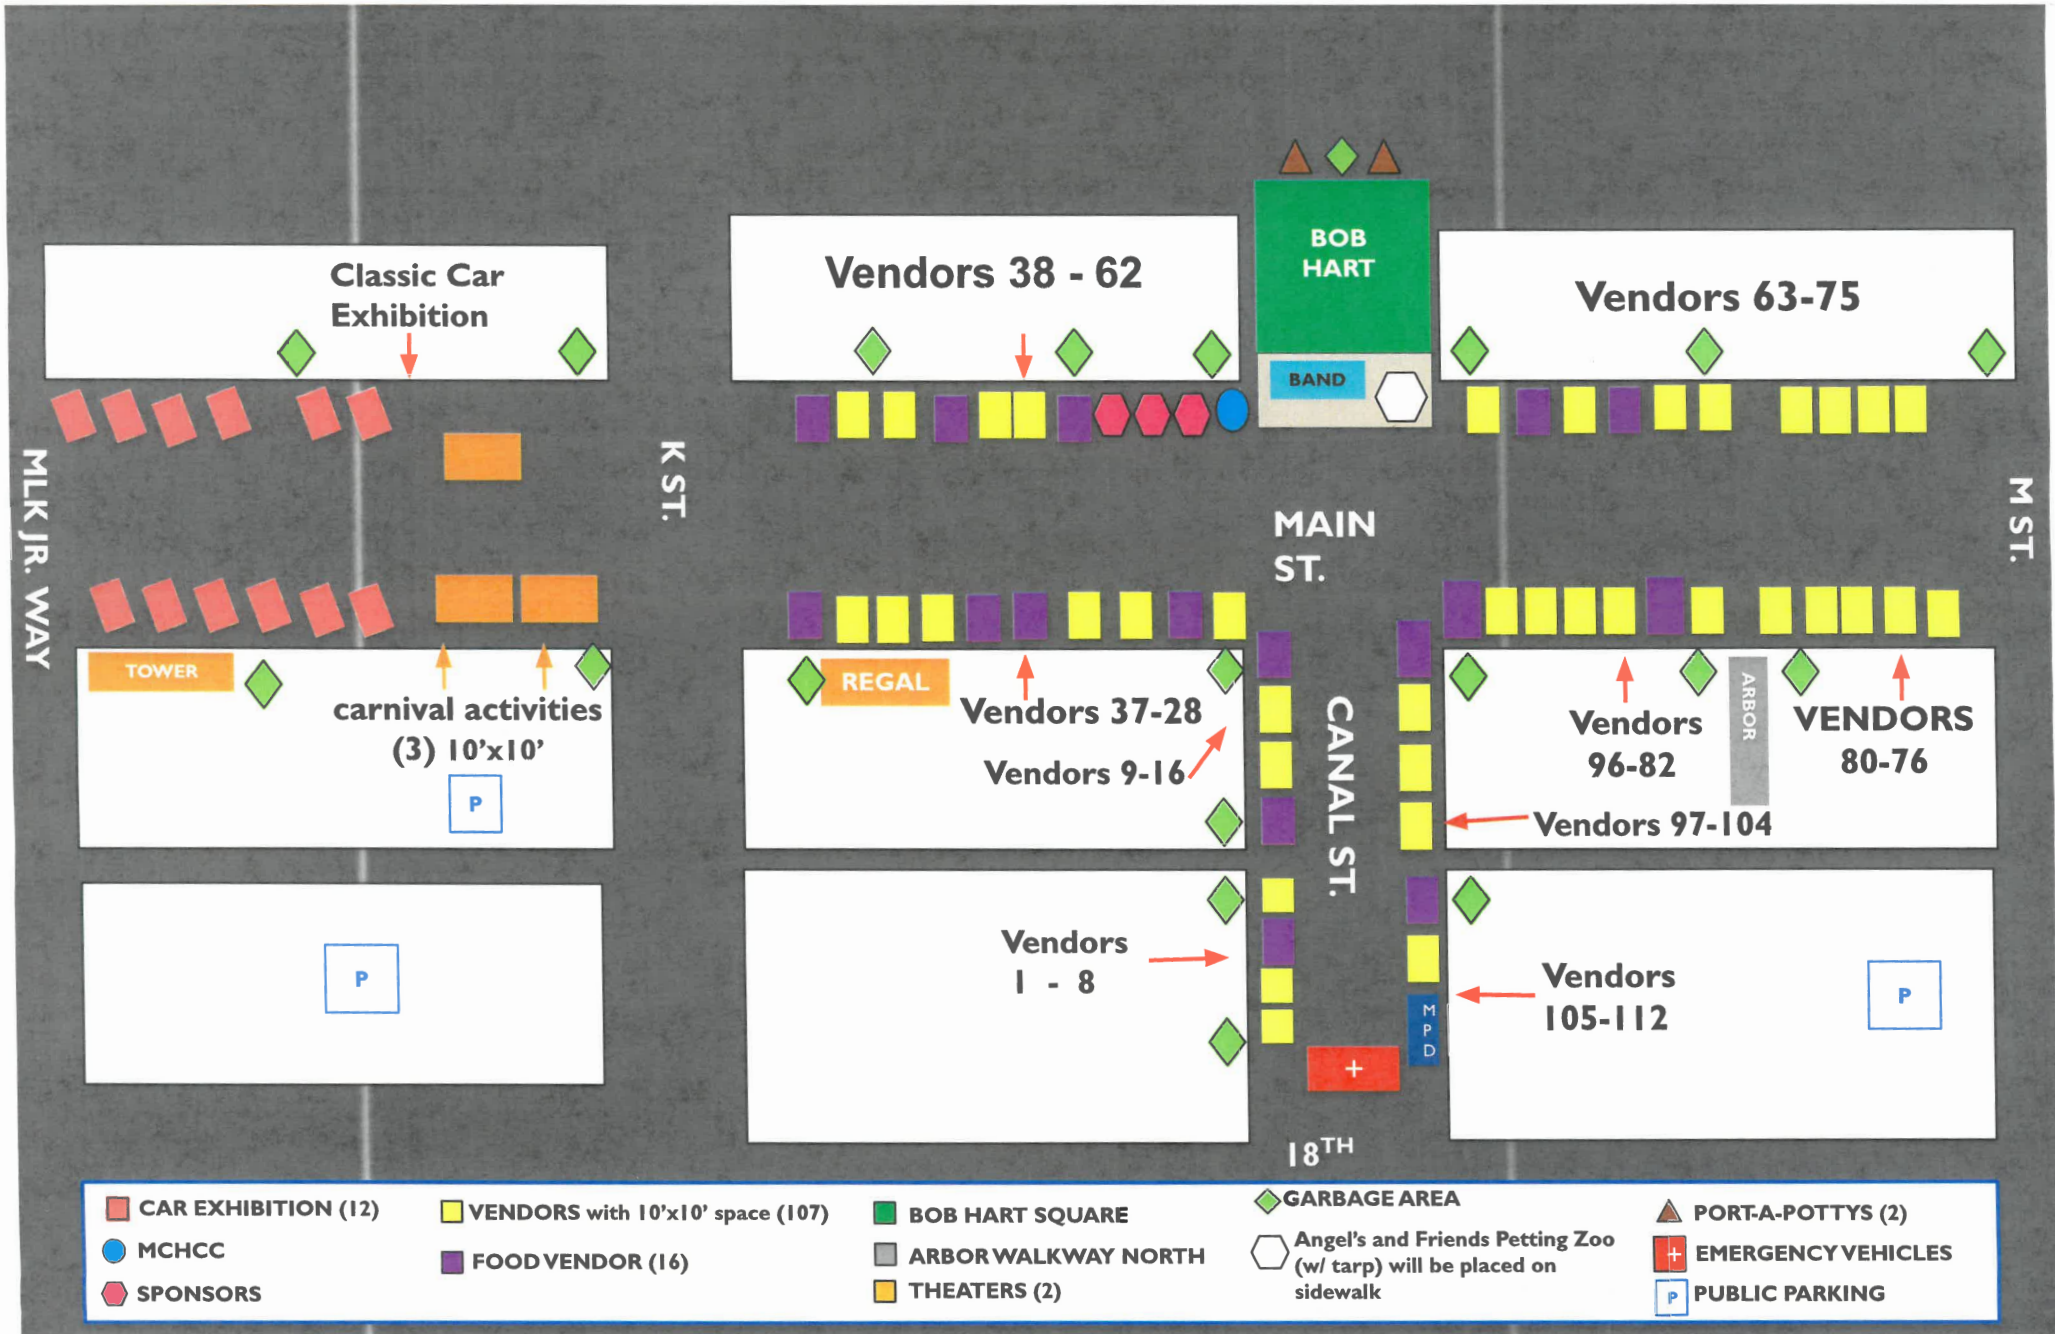 BOB
HART
Classic Car
Exhibition
Vendors 38 - 62
Vendors 63-75
BAND
MLK JR. WAY
K ST.
MAIN
ST.
M ST.
TOWER
carnival activities
(3) 10'x10'
P
REGAL
Vendors 37-28
Vendors 9-16
CANAL ST.
Vendors
96-82
ARBOR
VENDORS
80-76
Vendors 97-104
P
Vendors
1 - 8
Vendors
105-112
P
MPD
+
18TH
CAR EXHIBITION (12)
MCHCC
SPONSORS
VENDORS with 10'x10' space (107)
FOOD VENDOR (16)
BOB HART SQUARE
ARBOR WALKWAY NORTH
THEATERS (2)
GARBAGE AREA
Angel's and Friends Petting Zoo
(w/ tarp) will be placed on
sidewalk
PORT-A-POTTYS (2)
+ EMERGENCY VEHICLES
P PUBLIC PARKING